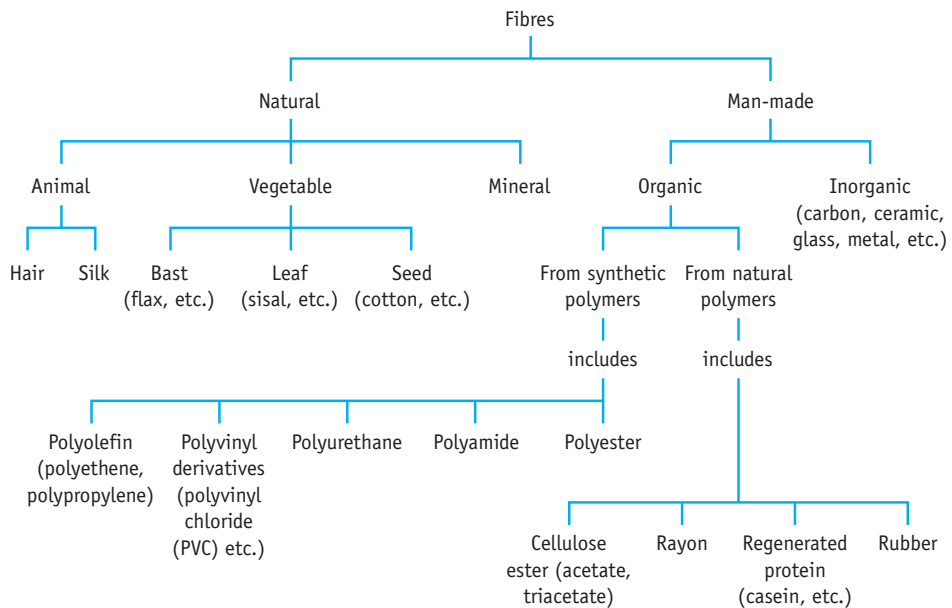 Fibres
Natural
Man-made
Animal
Vegetable
Mineral
Organic
Inorganic
(carbon, ceramic,
glass, metal, etc.)
Hair
Silk
Bast
(flax, etc.)
Leaf
(sisal, etc.)
Seed
(cotton, etc.)
From synthetic
polymers
From natural
polymers
includes
includes
Polyolefin
(polyethene,
polypropylene)
Polyvinyl
derivatives
(polyvinyl
chloride
(PVC) etc.)
Polyurethane
Polyamide
Polyester
Cellulose
ester (acetate,
triacetate)
Rayon
Regenerated
protein
(casein, etc.)
Rubber